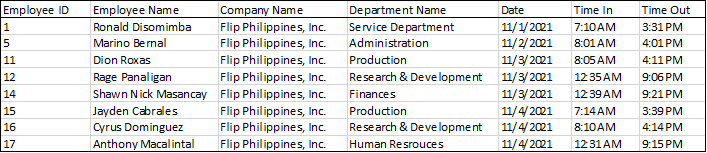 Employee ID Employee Name Company Name Department Name Date Time In Time Out
1 Ronald Disomimba Flip Philippines, Inc. Service Department 11/1/2021 7:10 AM 3:31 PM
5 Marino Bernal Flip Philippines, Inc. Administration 11/2/2021 8:01 AM 4:01 PM
11 Dion Roxas Flip Philippines, Inc. Production 11/3/2021 8:05 AM 4:11 PM
12 Rage Panaligan Flip Philippines, Inc. Research & Development 11/3/2021 12:35 AM 9:06 PM
14 Shawn Nick Masancay Flip Philippines, Inc. Finances 11/3/2021 12:39 AM 9:21 PM
15 Jayden Cabrales Flip Philippines, Inc. Production 11/4/2021 7:14 AM 3:39 PM
16 Cyrus Dominguez Flip Philippines, Inc. Research & Development 11/4/2021 8:10 AM 4:14 PM
17 Anthony Macalintal Flip Philippines, Inc. Human Resrouces 11/4/2021 12:31 AM 9:15 PM